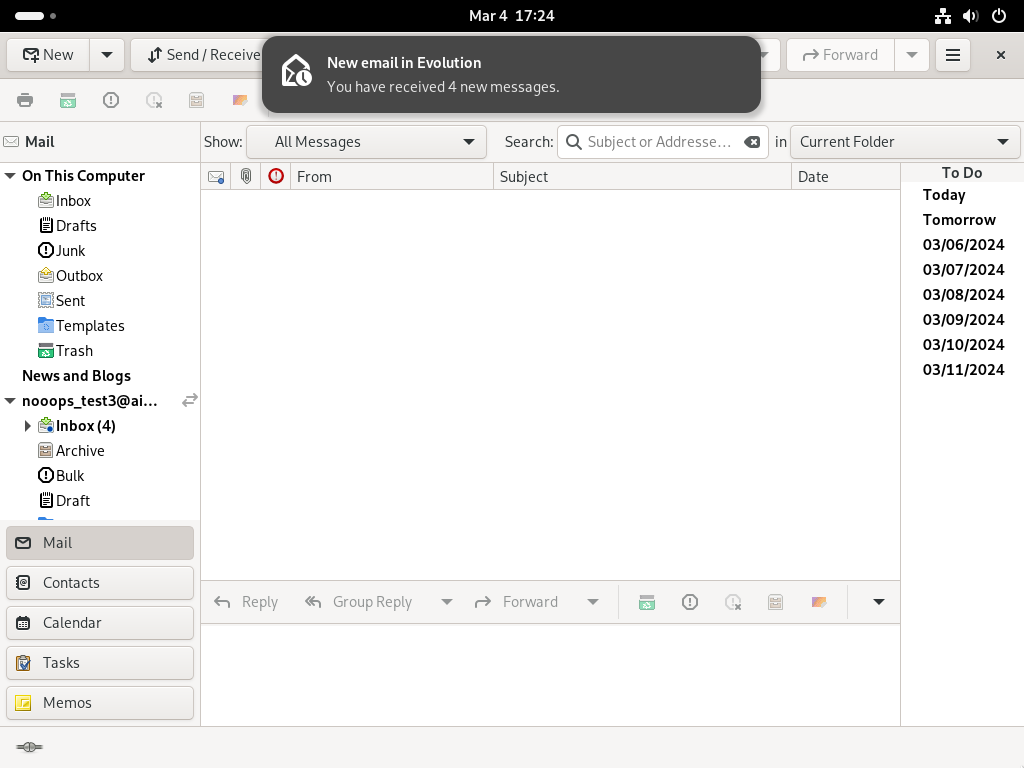 Mar 4 17:24
New
Send / Receive
New email in Evolution
You have received 4 new messages.
Forward
Mail
Show:
All Messages
Search:
Subject or Addresse...
in
Current Folder
On This Computer
Inbox
Drafts
Junk
Outbox
Sent
Templates
Trash
News and Blogs
nooops_test3@ai...
Inbox (4)
Archive
Bulk
Draft
From
Subject
Date
To Do
Today
Tomorrow
03/06/2024
03/07/2024
03/08/2024
03/09/2024
03/10/2024
03/11/2024
Reply
Group Reply
Forward
Mail
Contacts
Calendar
Tasks
Memos